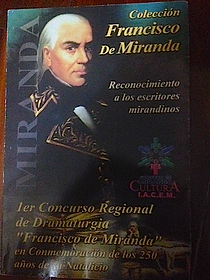 Colección
Francisco
De Miranda
MIRANDA
Reconocimiento
a los escritores
mirandinos
CULTURA
I.A.C.E.M.
1er Concurso Regional
de Dramaturgia
"Francisco de Miranda"
en Conmemoración de los 250
años de su Natalicio